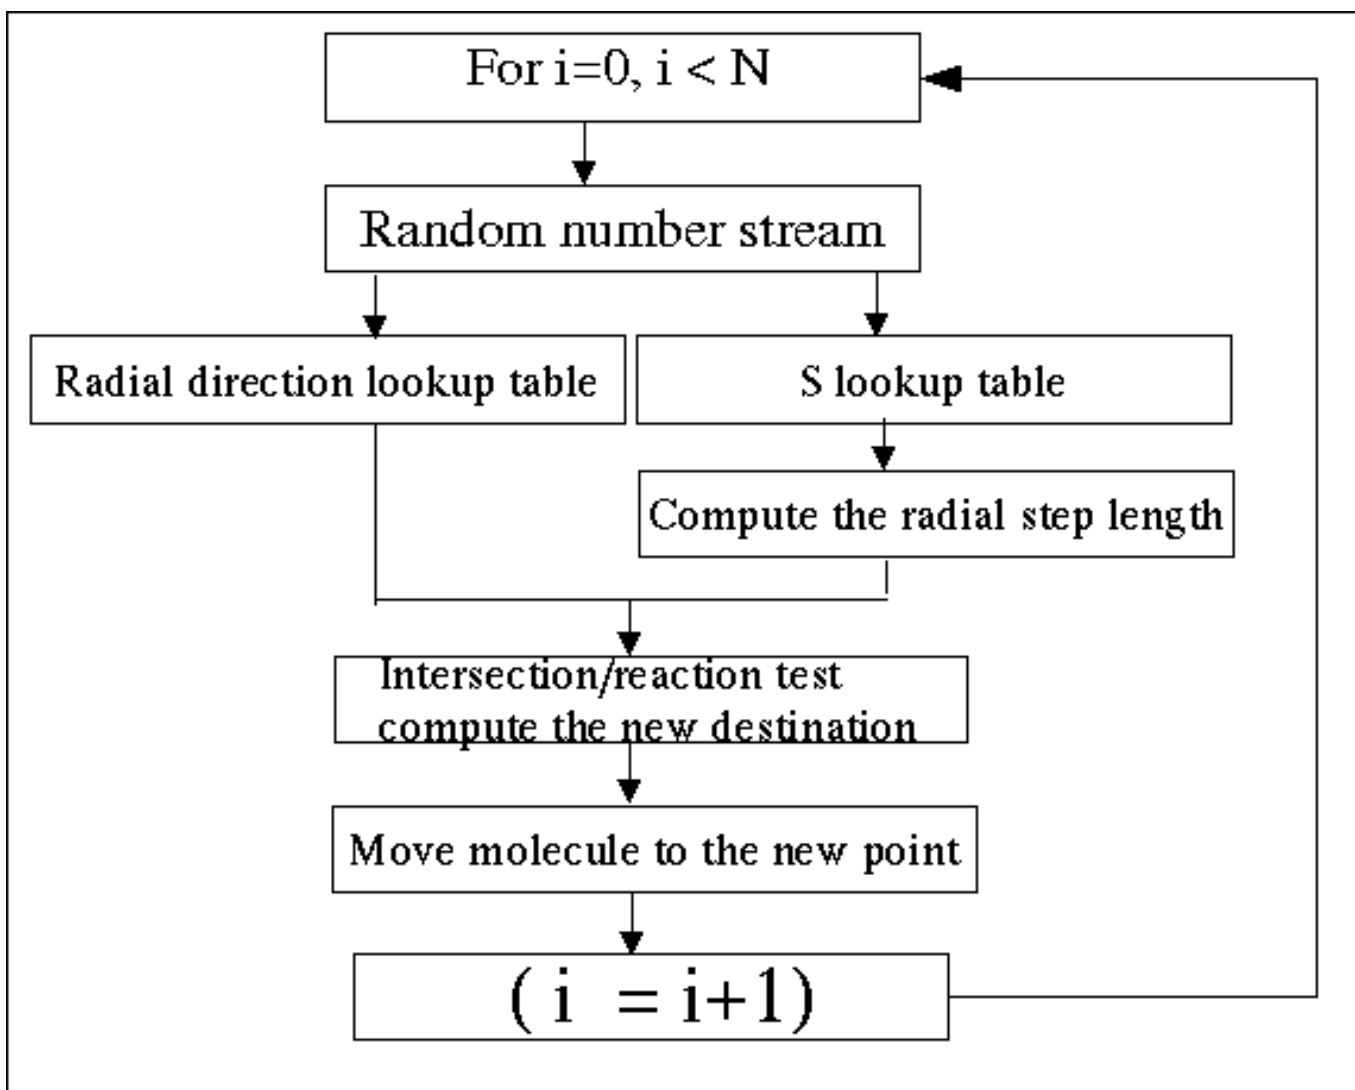 For i=0, i < N
Random number stream
Radial direction lookup table
S lookup table
Compute the radial step length
Intersection/reaction test
compute the new destination
Move molecule to the new point
( i = i+1)